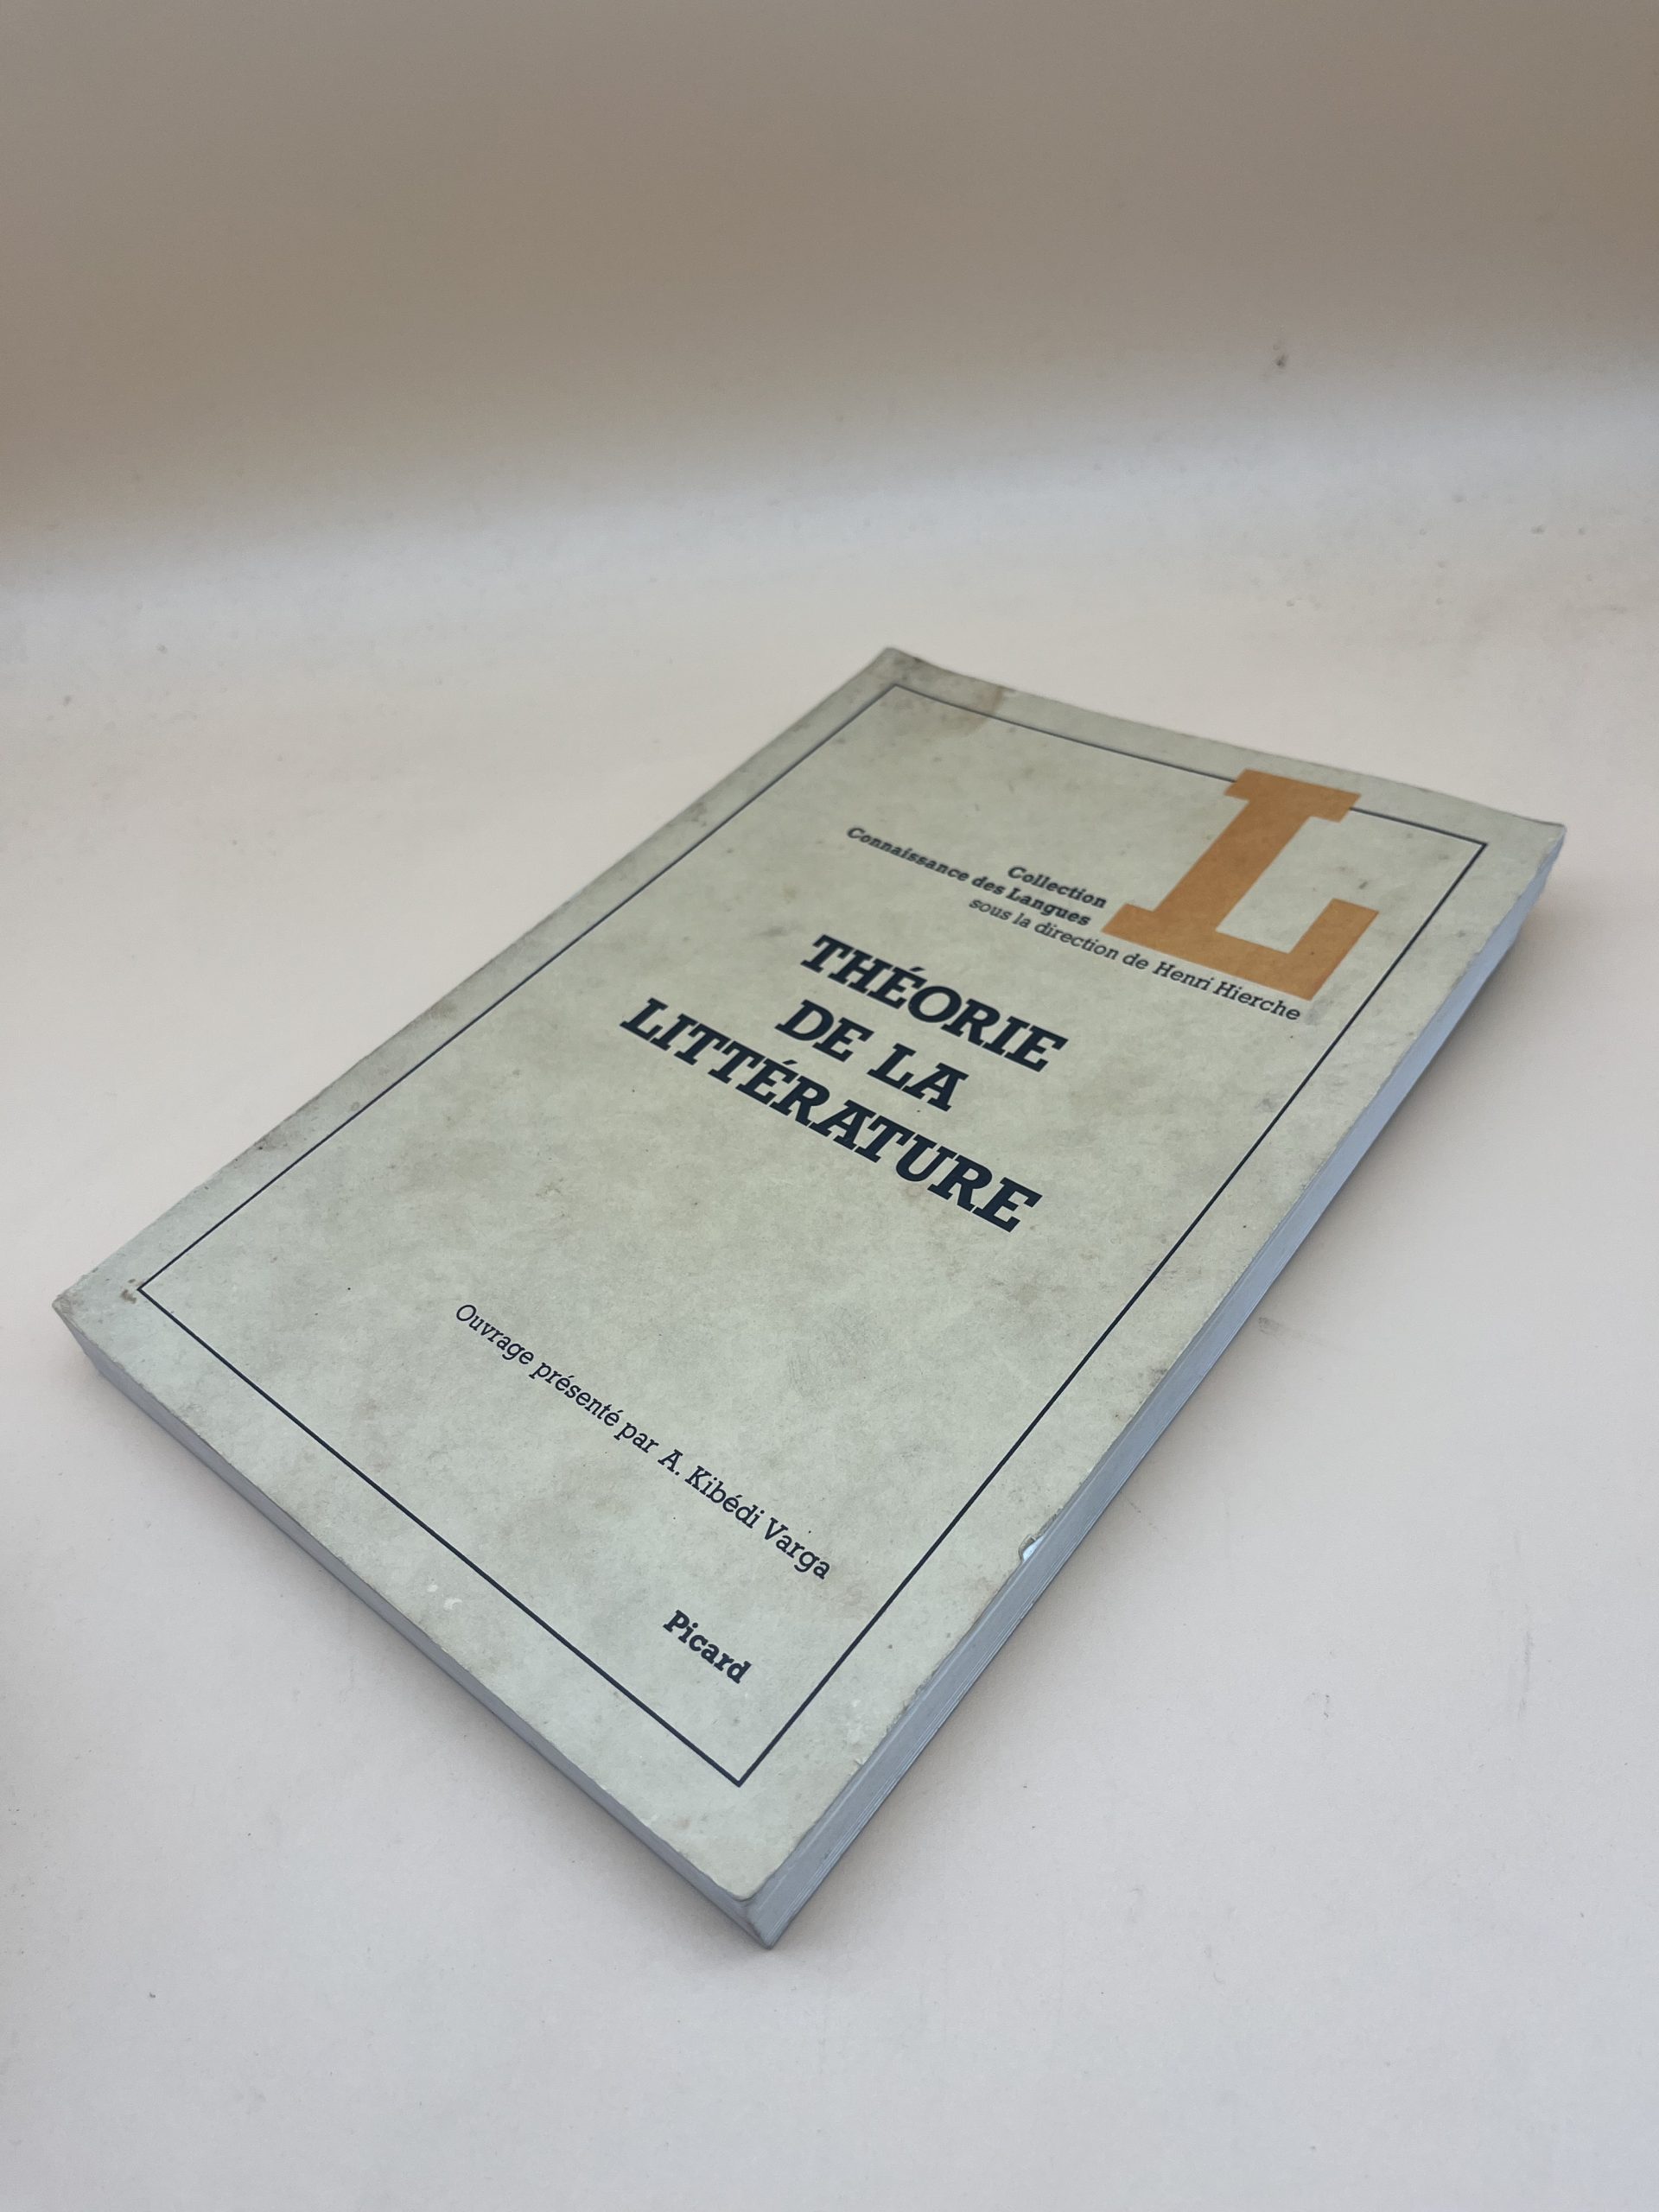 L
Collection
Connaissance des Langues
sous la direction de Henri Hierche
THÉORIE
DE LA
LITTÉRATURE
Ouvrage présenté par A. Kibédi Varga
Picard